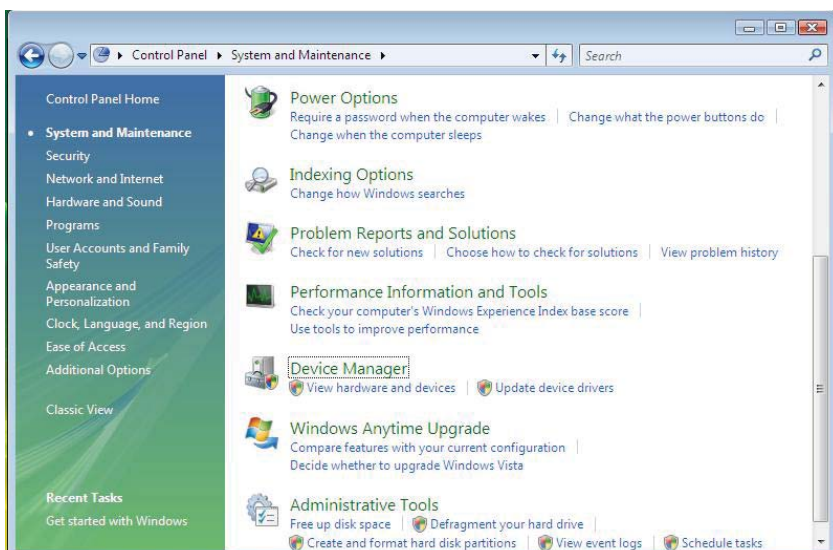 Control Panel System and Maintenance Search
Control Panel Home
System and Maintenance
Security
Network and Internet
Hardware and Sound
Programs
User Accounts and Family
Safety
Appearance and
Personalization
Clock, Language, and Region
Ease of Access
Additional Options
Classic View
Recent Tasks
Get started with Windows
Power Options
Require a password when the computer wakes Change what the power buttons do
Change when the computer sleeps
Indexing Options
Change how Windows searches
Problem Reports and Solutions
Check for new solutions Choose how to check for solutions View problem history
Performance Information and Tools
Check your computer's Windows Experience Index base score
Use tools to improve performance
Device Manager
View hardware and devices Update device drivers
Windows Anytime Upgrade
Compare features with your current configuration
Decide whether to upgrade Windows Vista
Administrative Tools
Free up disk space Defragment your hard drive
Create and format hard disk partitions View event logs Schedule tasks